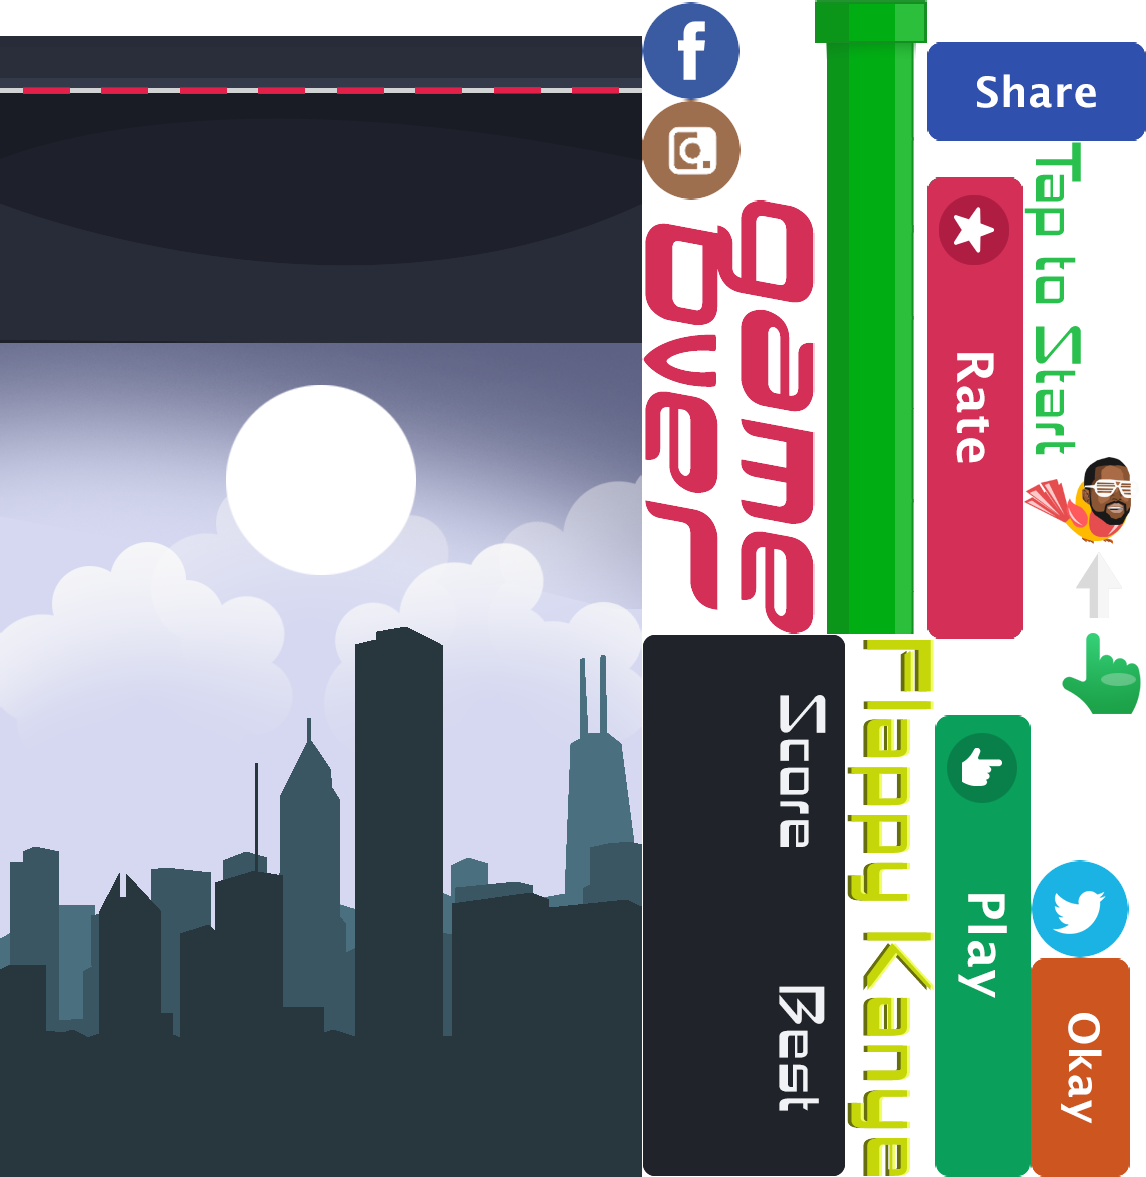 Share
Tap to Start
Rate
game
over
Score
Best
Flappy Kanye
Play
Okay